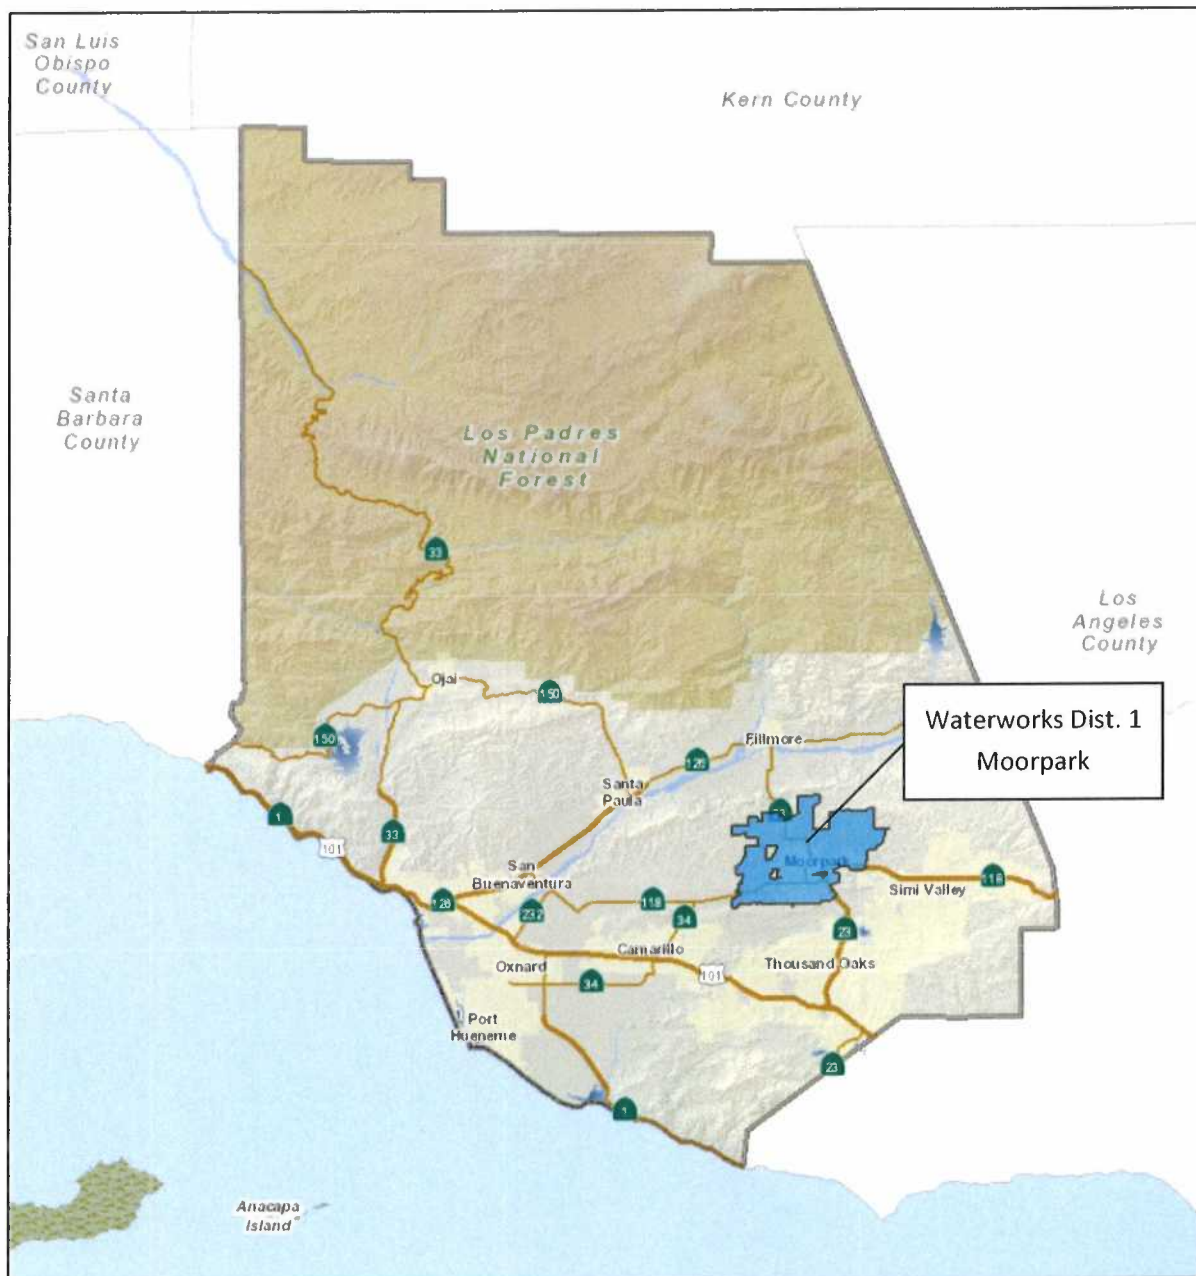 San Luis
Obispo
County
Kern County
Santa
Barbara
County
Los Padres
National
Forest
33
Los
Angeles
County
Ojai
150
150
Waterworks Dist. 1
Moorpark
Fillmore
126
Santa
Paula
1
33
101
23
Moorpark
San
Buenaventura
118
Simi Valley
126
232
118
34
23
Camarillo
Oxnard
34
101
Thousand Oaks
Port
Hueneme
23
1
Anacapa
Island